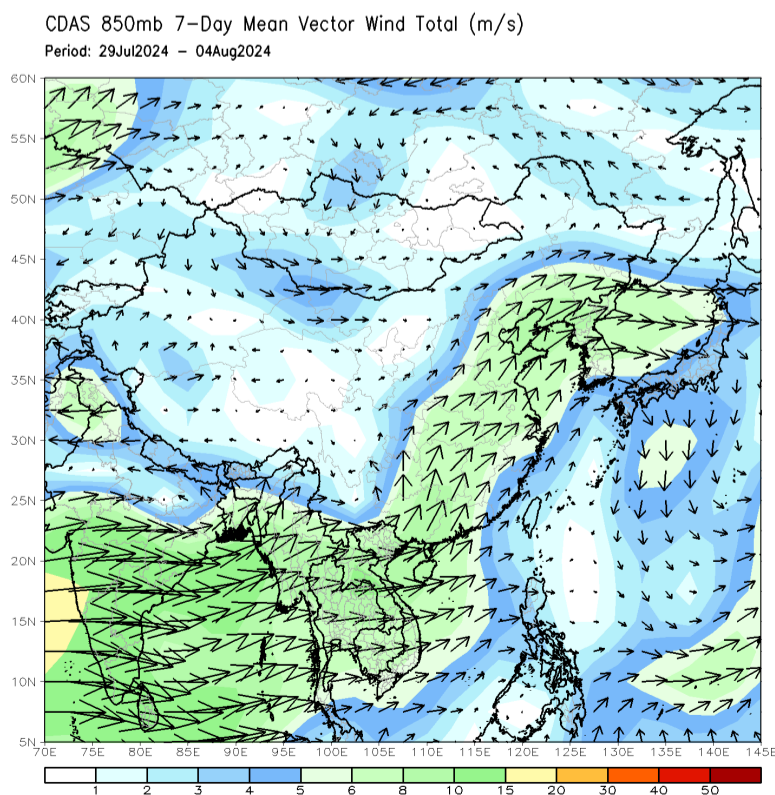 CDAS 850mb 7-Day Mean Vector Wind Total (m/s)
Period: 29Jul2024 - 04Aug2024
60N
55N
50N
45N
40N
35N
30N
25N
20N
15N
10N
5N
70E 75E 80E 85E 90E 95E 100E 105E 110E 115E 120E 125E 130E 135E 140E 145E
1 2 3 4 5 6 8 10 15 20 30 40 50